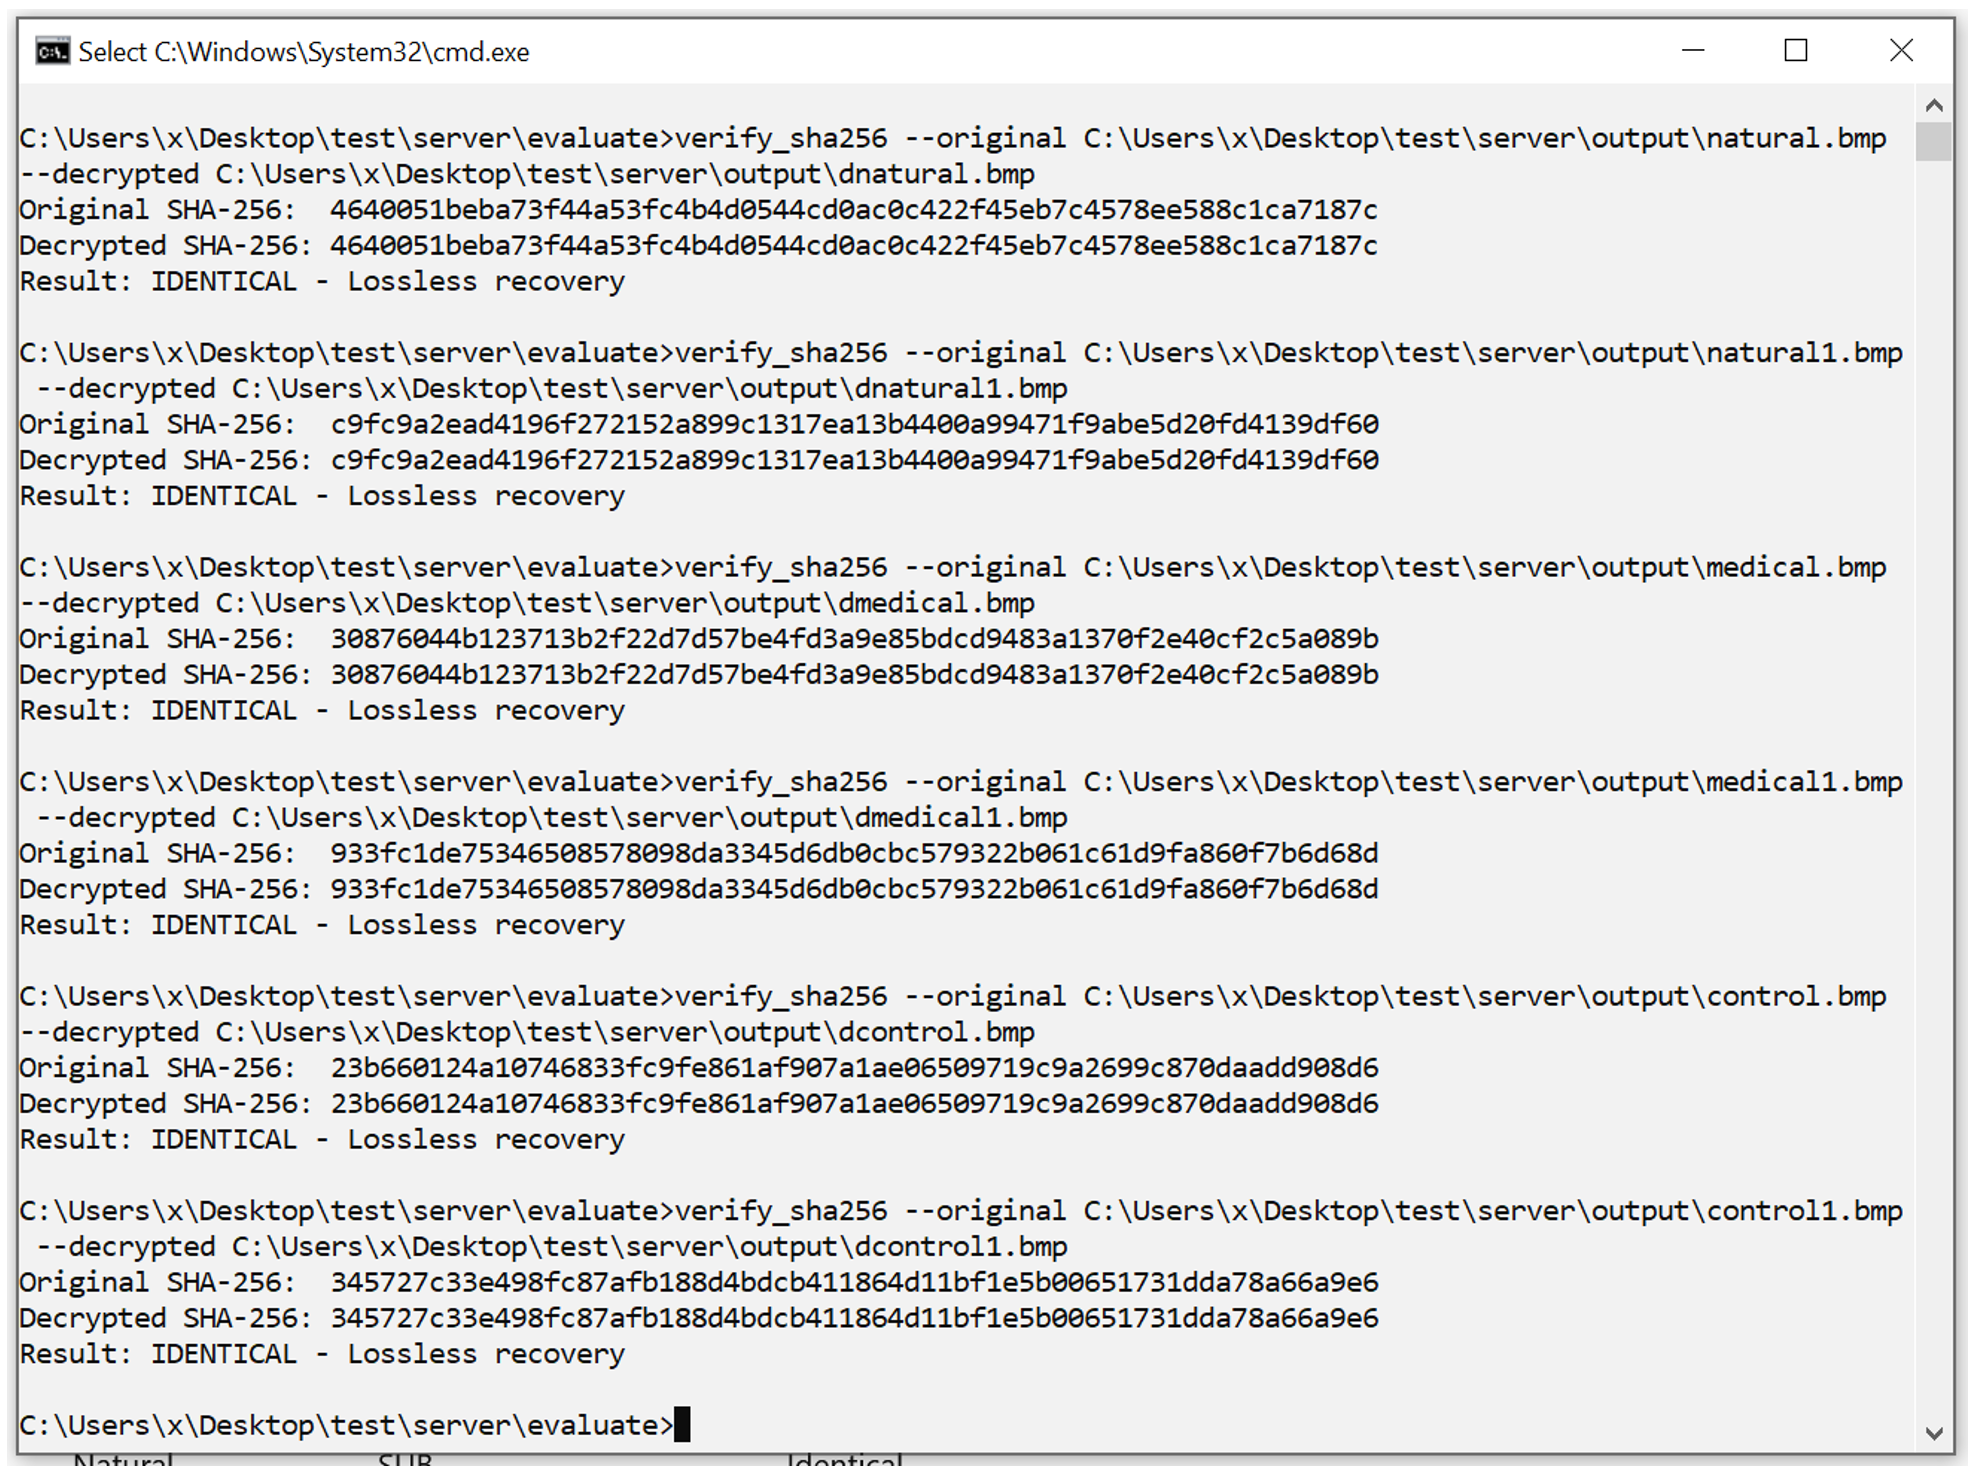 Select C:\Windows\System32\cmd.exe
C:\Users\x\Desktop\test\server\evaluate>verify_sha256 --original C:\Users\x\Desktop\test\server\output\natural.bmp
--decrypted C:\Users\x\Desktop\test\server\output\dnatural.bmp
Original SHA-256:  4640051beba73f44a53fc4b4d0544cd0ac0c422f45eb7c4578ee588c1ca7187c
Decrypted SHA-256: 4640051beba73f44a53fc4b4d0544cd0ac0c422f45eb7c4578ee588c1ca7187c
Result: IDENTICAL - Lossless recovery
C:\Users\x\Desktop\test\server\evaluate>verify_sha256 --original C:\Users\x\Desktop\test\server\output\natural1.bmp
 --decrypted C:\Users\x\Desktop\test\server\output\dnatural1.bmp
Original SHA-256:  c9fc9a2ead4196f272152a899c1317ea13b4400a99471f9abe5d20fd4139df60
Decrypted SHA-256: c9fc9a2ead4196f272152a899c1317ea13b4400a99471f9abe5d20fd4139df60
Result: IDENTICAL - Lossless recovery
C:\Users\x\Desktop\test\server\evaluate>verify_sha256 --original C:\Users\x\Desktop\test\server\output\medical.bmp
--decrypted C:\Users\x\Desktop\test\server\output\dmedical.bmp
Original SHA-256:  30876044b123713b2f22d7d57be4fd3a9e85bdcd9483a1370f2e40cf2c5a089b
Decrypted SHA-256: 30876044b123713b2f22d7d57be4fd3a9e85bdcd9483a1370f2e40cf2c5a089b
Result: IDENTICAL - Lossless recovery
C:\Users\x\Desktop\test\server\evaluate>verify_sha256 --original C:\Users\x\Desktop\test\server\output\medical1.bmp
 --decrypted C:\Users\x\Desktop\test\server\output\dmedical1.bmp
Original SHA-256:  933fc1de75346508578098da3345d6db0cbc579322b061c61d9fa860f7b6d68d
Decrypted SHA-256: 933fc1de75346508578098da3345d6db0cbc579322b061c61d9fa860f7b6d68d
Result: IDENTICAL - Lossless recovery
C:\Users\x\Desktop\test\server\evaluate>verify_sha256 --original C:\Users\x\Desktop\test\server\output\control.bmp
--decrypted C:\Users\x\Desktop\test\server\output\dcontrol.bmp
Original SHA-256:  23b660124a10746833fc9fe861af907a1ae06509719c9a2699c870daadd908d6
Decrypted SHA-256: 23b660124a10746833fc9fe861af907a1ae06509719c9a2699c870daadd908d6
Result: IDENTICAL - Lossless recovery
C:\Users\x\Desktop\test\server\evaluate>verify_sha256 --original C:\Users\x\Desktop\test\server\output\control1.bmp
 --decrypted C:\Users\x\Desktop\test\server\output\dcontrol1.bmp
Original SHA-256:  345727c33e498fc87afb188d4bdcb411864d11bf1e5b00651731dda78a66a9e6
Decrypted SHA-256: 345727c33e498fc87afb188d4bdcb411864d11bf1e5b00651731dda78a66a9e6
Result: IDENTICAL - Lossless recovery
C:\Users\x\Desktop\test\server\evaluate>
Natural SUB Identical